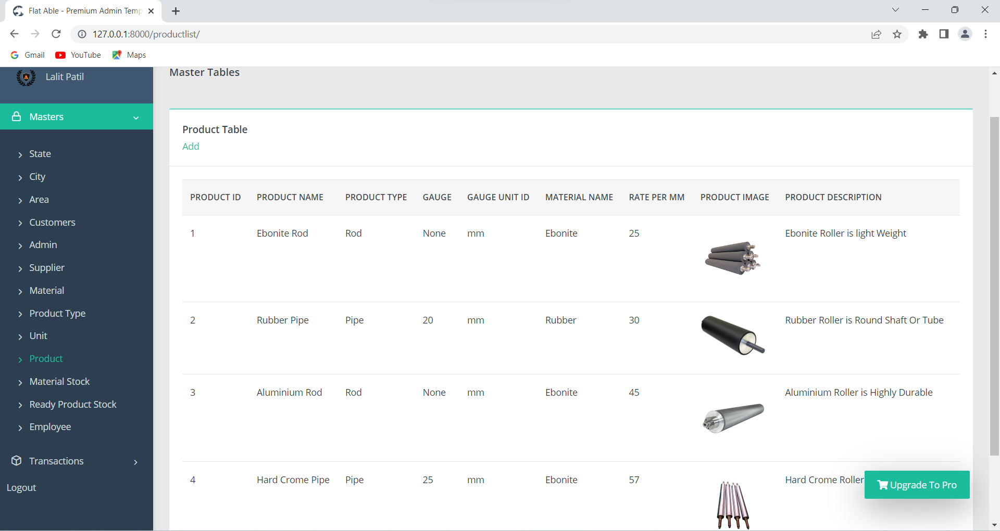 Flat Able - Premium Admin Temp
127.0.0.1:8000/productlist/
Gmail YouTube Maps
Lalit Patil
Masters
State
City
Area
Customers
Admin
Supplier
Material
Product Type
Unit
Product
Material Stock
Ready Product Stock
Employee
Transactions
Logout
Master Tables
Product Table
Add
PRODUCT ID PRODUCT NAME PRODUCT TYPE GAUGE GAUGE UNIT ID MATERIAL NAME RATE PER MM PRODUCT IMAGE PRODUCT DESCRIPTION
1 Ebonite Rod Rod None mm Ebonite 25 Ebonite Roller is light Weight
2 Rubber Pipe Pipe 20 mm Rubber 30 Rubber Roller is Round Shaft Or Tube
3 Aluminium Rod Rod None mm Ebonite 45 Aluminium Roller is Highly Durable
4 Hard Crome Pipe Pipe 25 mm Ebonite 57 Hard Crome Roller
Upgrade To Pro